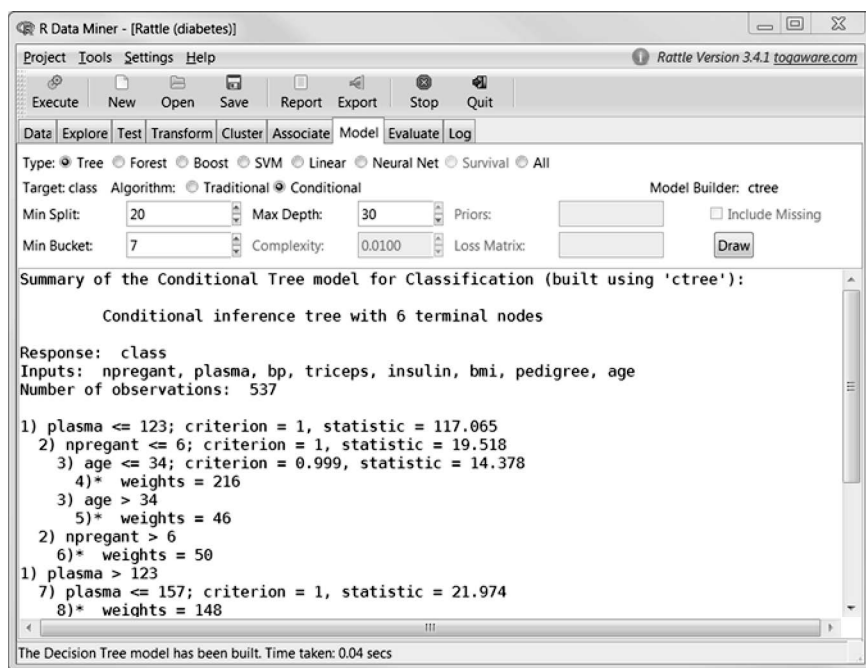 R Data Miner - [Rattle (diabetes)]
Project Tools Settings Help Rattle Version 3.4.1 togaware.com
Execute New Open Save Report Export Stop Quit
Data Explore Test Transform Cluster Associate Model Evaluate Log
Type: Tree Forest Boost SVM Linear Neural Net Survival All
Target: class Algorithm: Traditional Conditional Model Builder: ctree
Min Split: 20 Max Depth: 30 Priors: Include Missing
Min Bucket: 7 Complexity: 0.0100 Loss Matrix: Draw
Summary of the Conditional Tree model for Classification (built using 'ctree'):
Conditional inference tree with 6 terminal nodes
Response: class
Inputs: npregant, plasma, bp, triceps, insulin, bmi, pedigree, age
Number of observations: 537
1) plasma <= 123; criterion = 1, statistic = 117.065
2) npregant <= 6; criterion = 1, statistic = 19.518
3) age <= 34; criterion = 0.999, statistic = 14.378
4)* weights = 216
3) age > 34
5)* weights = 46
2) npregant > 6
6)* weights = 50
1) plasma > 123
7) plasma <= 157; criterion = 1, statistic = 21.974
8)* weights = 148
The Decision Tree model has been built. Time taken: 0.04 secs